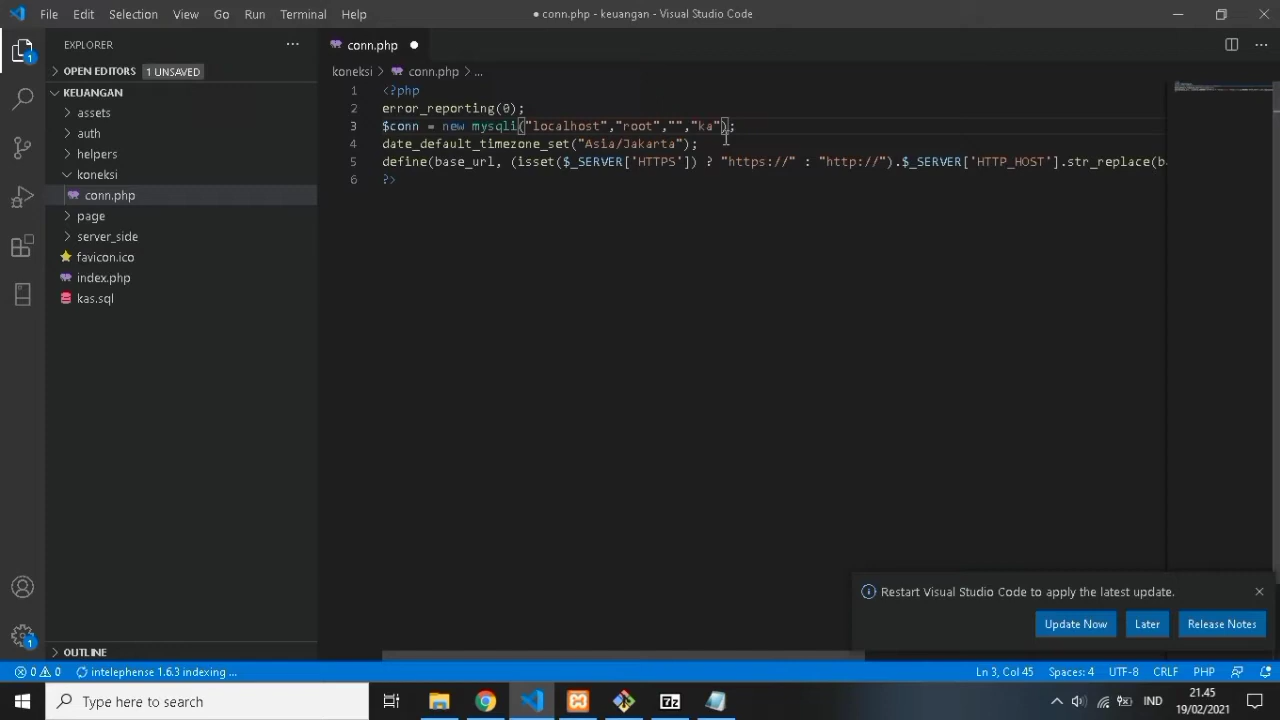 File Edit Selection View Go Run Terminal Help
● conn.php - keuangan - Visual Studio Code
EXPLORER
OPEN EDITORS 1 UNSAVED
KEUANGAN
assets
auth
helpers
koneksi
conn.php
page
server_side
favicon.ico
index.php
kas.sql
OUTLINE
conn.php ●
koneksi > conn.php > ...
1 <?php
2 error_reporting(0);
3 $conn = new mysqli("localhost","root","","ka");
4 date_default_timezone_set("Asia/Jakarta");
5 define(base_url, (isset($_SERVER['HTTPS']) ? "https://" : "http://").$_SERVER['HTTP_HOST'].str_replace(b
6 ?>
Restart Visual Studio Code to apply the latest update.
Update Now Later Release Notes
1
1
0 0 intelephense 1.6.3 indexing ... Ln 3, Col 45 Spaces: 4 UTF-8 CRLF PHP
Type here to search
IND
21.45
19/02/2021